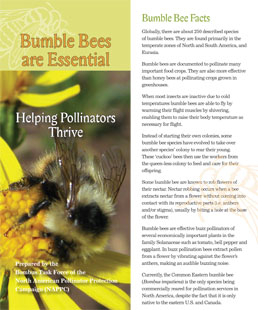 Bumble Bees
are Essential
Helping Pollinators
Thrive
Prepared by the
Bombus Task Force of the
North American Pollinator Protection
Campaign (NAPPC)
Bumble Bee Facts
Globally, there are about 250 described species
of bumble bees. They are found primarily in the
temperate zones of North and South America, and
Eurasia.
Bumble bees are documented to pollinate many
important food crops. They are also more effective
than honey bees at pollinating crops grown in
greenhouses.
When most insects are inactive due to cold
temperatures bumble bees are able to fly by
warming their flight muscles by shivering,
enabling them to raise their body temperature as
necessary for flight.
Instead of starting their own colonies, some
bumble bee species have evolved to take over
another species' colony to rear their young.
These 'cuckoo' bees then use the workers from
the queen-less colony to feed and care for their
offspring.
Some bumble bees are known to rob flowers of
their nectar. Nectar robbing occurs when a bee
extracts nectar from a flower without coming into
contact with its reproductive parts (i.e. anthers
and/or stigma), usually by biting a hole at the base
of the flower.
Bumble bees are effective buzz pollinators of
several economically important plants in the
family Solanaceae such as tomato, bell pepper and
eggplant. In buzz pollination bees extract pollen
from a flower by vibrating against the flower's
anthers, making an audible buzzing noise.
Currently, the Common Eastern bumble bee
(Bombus impatiens) is the only species being
commercially reared for pollination services in
North America, despite the fact that it is only
native to the eastern U.S. and Canada.